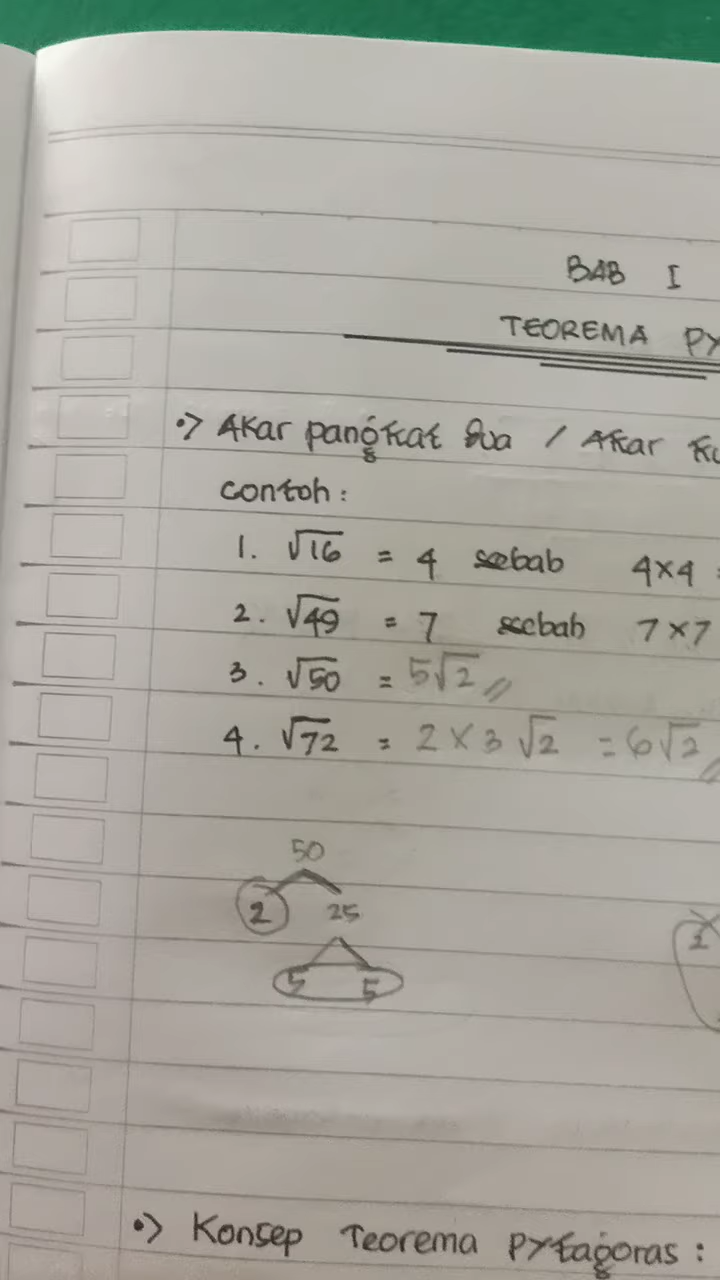 BAB I
TEOREMA PY
•> Akar pangkat dua / Akar ku
contoh :
1. √16 = 4 sebab 4×4 =
2. √49 = 7 sebab 7×7
3. √50 = 5√2 //
4. √72 = 2 × 3 √2 = 6√2 //
50
2 25
5 5
•> Konsep Teorema pytagoras :